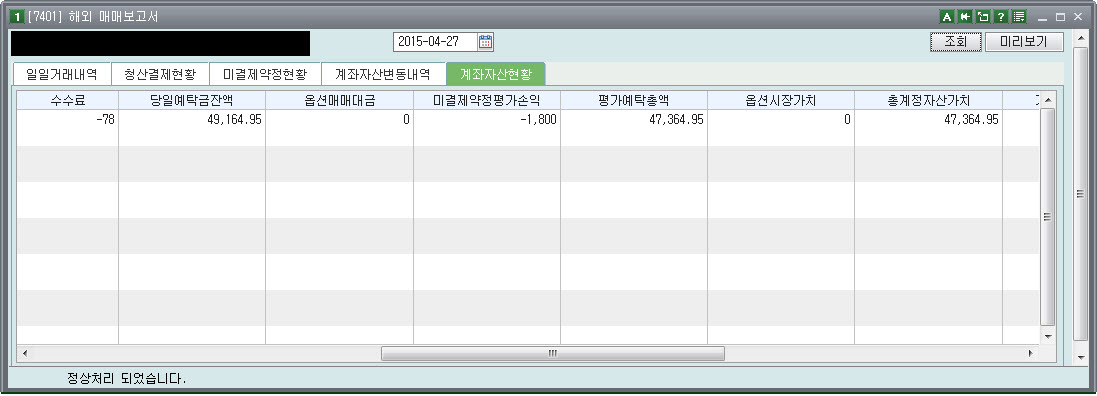 1 [7401] 해외 매매보고서 A ?
2015-04-27 조회 미리보기
일일거래내역 청산결제현황 미결제약정현황 계좌자산변동내역 계좌자산현황
수수료 당일예탁금잔액 옵션매매대금 미결제약정평가손익 평가예탁총액 옵션시장가치 총계정자산가치
-78 49,164.95 0 -1,800 47,364.95 0 47,364.95
정상처리 되었습니다.